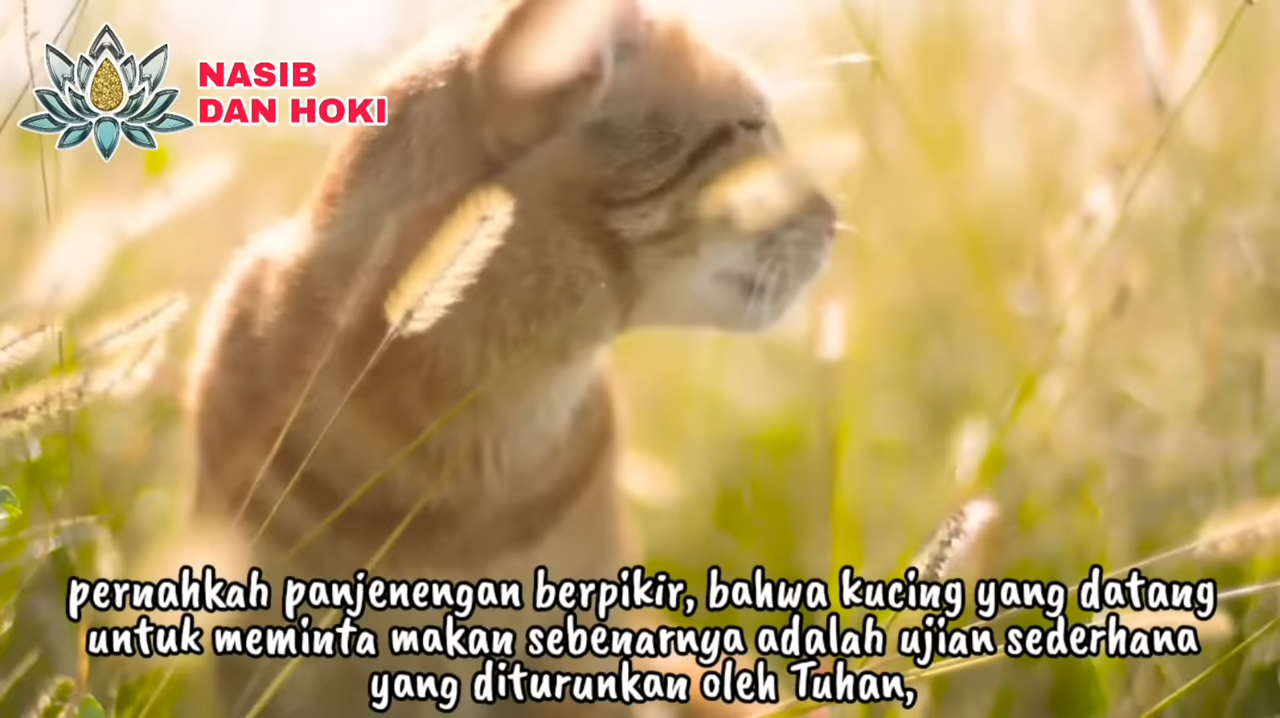 NASIB
DAN HOKI
pernahkah panjenengan berpikir, bahwa kucing yang datang
untuk meminta makan sebenarnya adalah ujian sederhana
yang diturunkan oleh Tuhan,